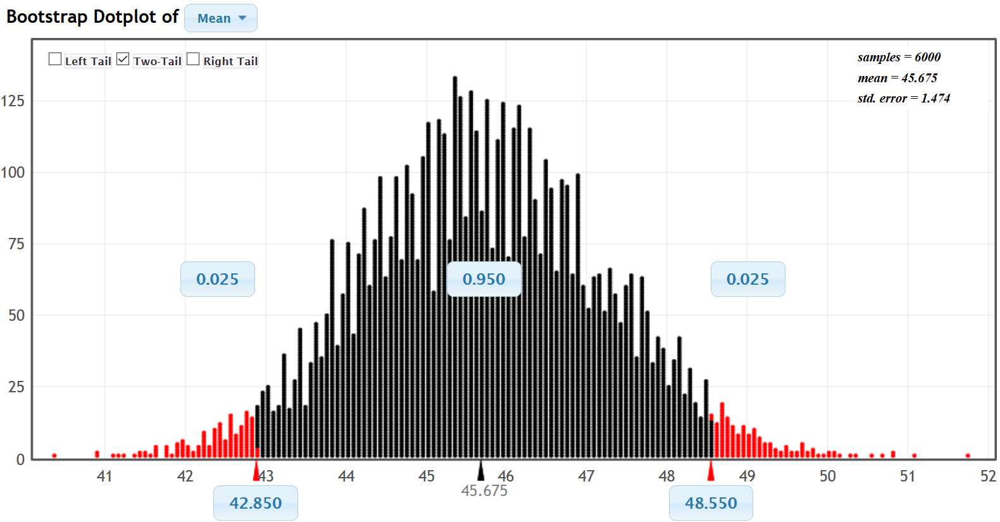 Bootstrap Dotplot of Mean
Left Tail Two-Tail Right Tail
samples = 6000
mean = 45.675
std. error = 1.474
125
100
75
50
25
0
0.025 0.950 0.025
41 42 43 44 45 46 47 48 49 50 51 52
45.675
42.850 48.550